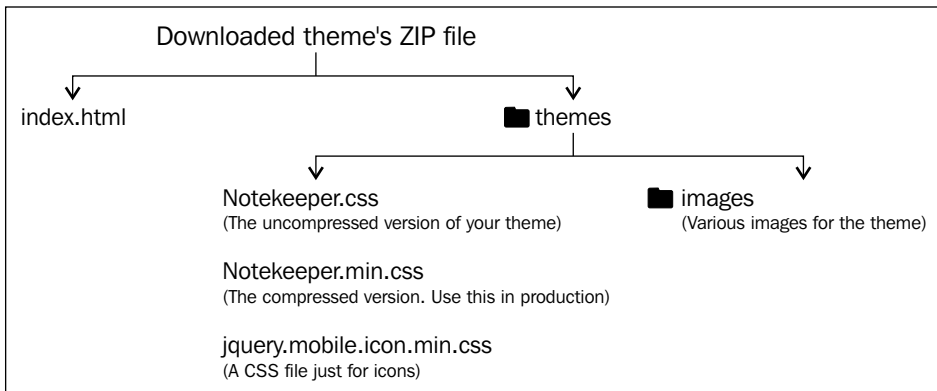 Downloaded theme's ZIP file
index.html
themes
Notekeeper.css
(The uncompressed version of your theme)
images
(Various images for the theme)
Notekeeper.min.css
(The compressed version. Use this in production)
jquery.mobile.icon.min.css
(A CSS file just for icons)